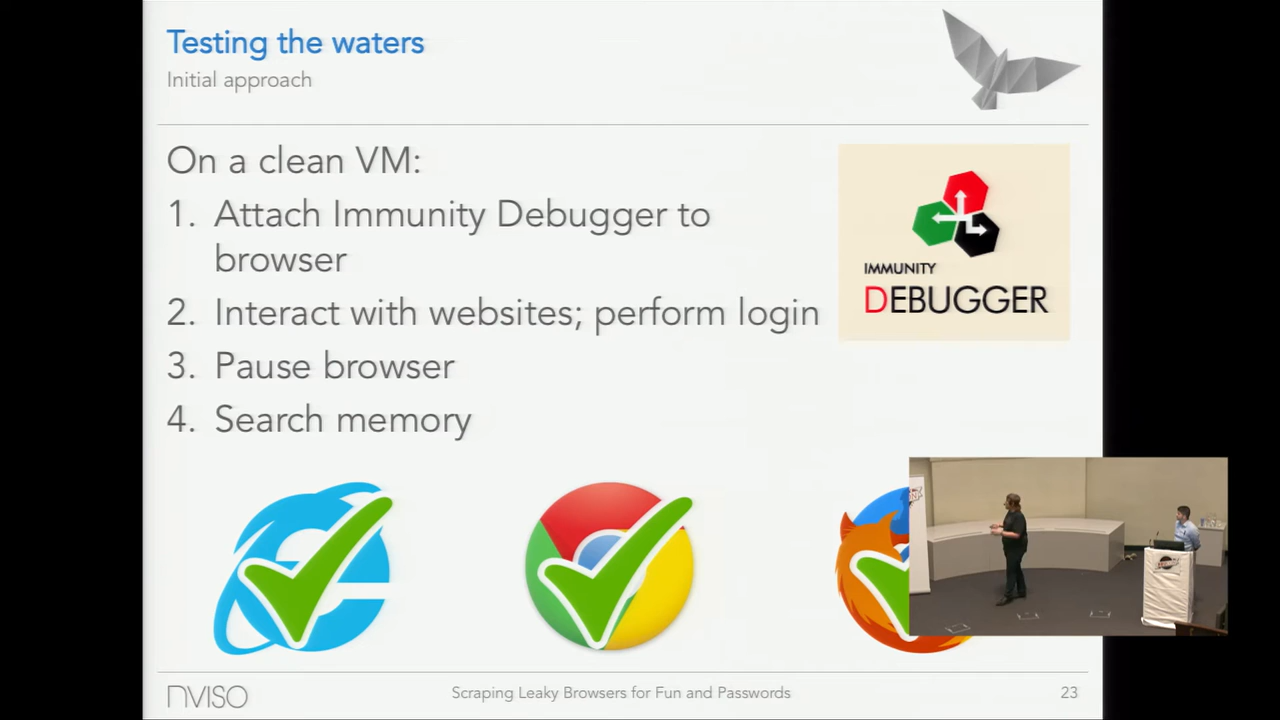 Testing the waters
Initial approach
On a clean VM:
1. Attach Immunity Debugger to
browser
2. Interact with websites; perform login
3. Pause browser
4. Search memory
IMMUNITY
DEBUGGER
NVISO
Scraping Leaky Browsers for Fun and Passwords
23